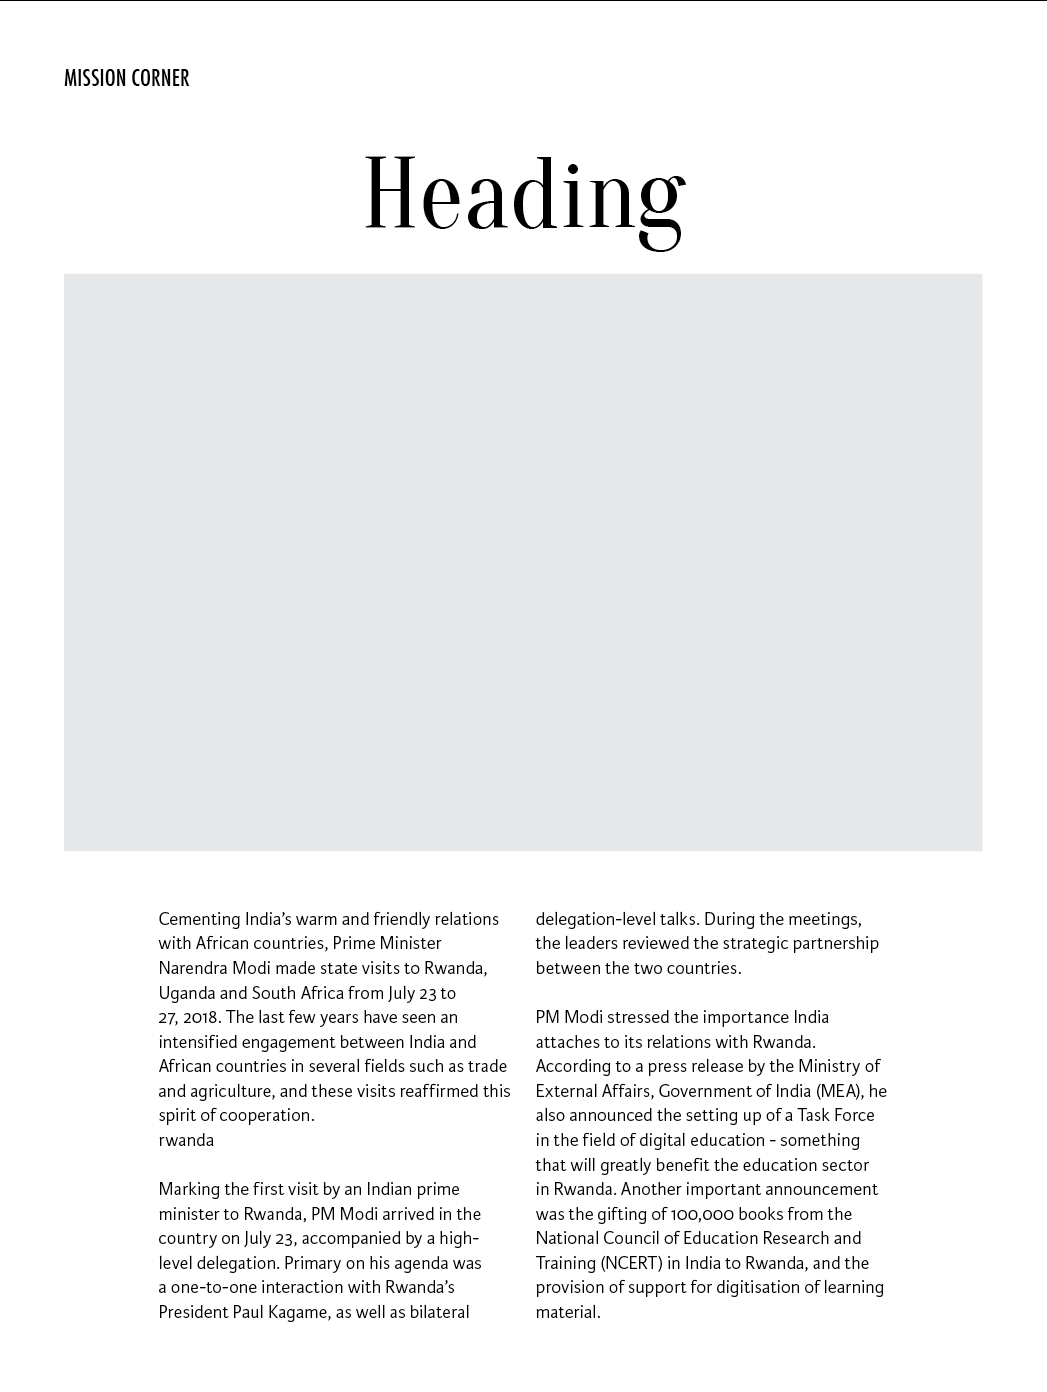 MISSION CORNER
Heading
Cementing India’s warm and friendly relations
with African countries, Prime Minister
Narendra Modi made state visits to Rwanda,
Uganda and South Africa from July 23 to
27, 2018. The last few years have seen an
intensified engagement between India and
African countries in several fields such as trade
and agriculture, and these visits reaffirmed this
spirit of cooperation.
rwanda
Marking the first visit by an Indian prime
minister to Rwanda, PM Modi arrived in the
country on July 23, accompanied by a high-
level delegation. Primary on his agenda was
a one-to-one interaction with Rwanda’s
President Paul Kagame, as well as bilateral
delegation-level talks. During the meetings,
the leaders reviewed the strategic partnership
between the two countries.
PM Modi stressed the importance India
attaches to its relations with Rwanda.
According to a press release by the Ministry of
External Affairs, Government of India (MEA), he
also announced the setting up of a Task Force
in the field of digital education - something
that will greatly benefit the education sector
in Rwanda. Another important announcement
was the gifting of 100,000 books from the
National Council of Education Research and
Training (NCERT) in India to Rwanda, and the
provision of support for digitisation of learning
material.